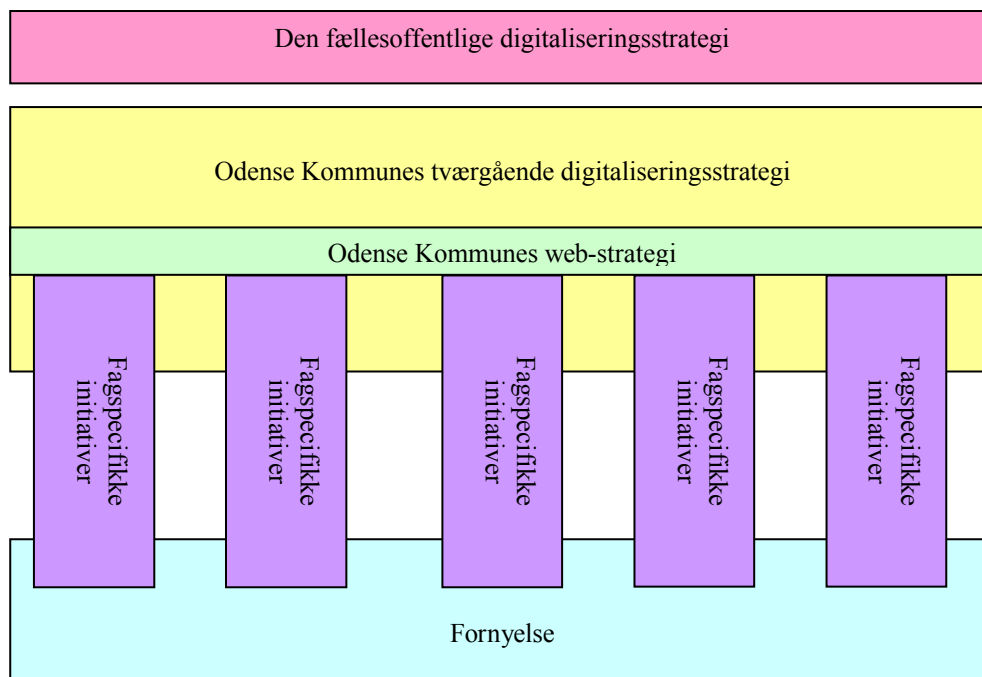 Den fællesoffentlige digitaliseringsstrategi
Odense Kommunes tværgående digitaliseringsstrategi
Odense Kommunes web-strategi
Fagspecifikke
initiativer
Fagspecifikke
initiativer
Fagspecifikke
initiativer
Fagspecifikke
initiativer
Fagspecifikke
initiativer
Fornyelse